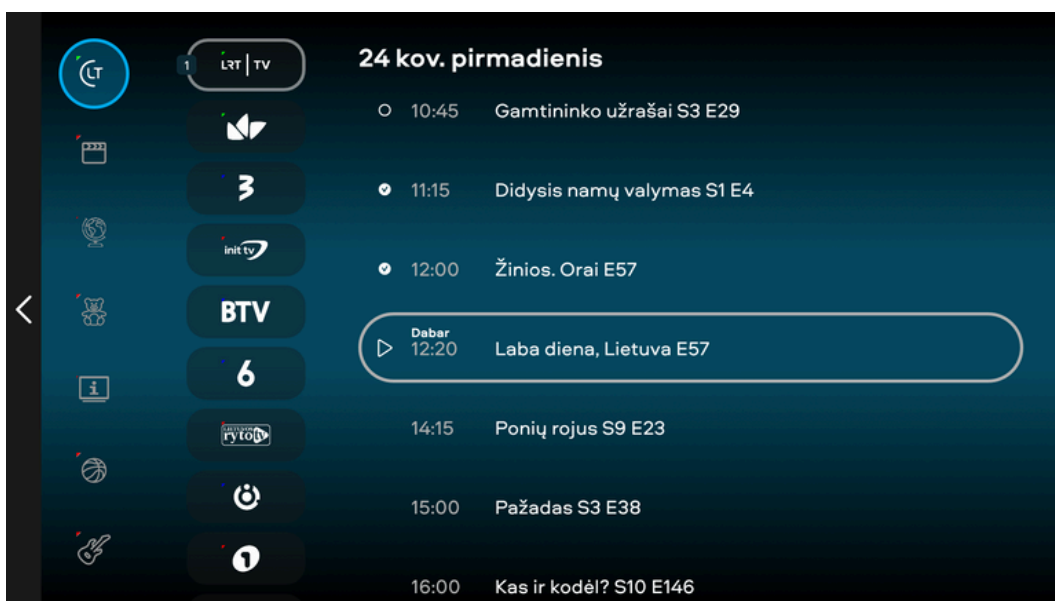 LT
1 LRT | TV
3
init tv
BTV
6
LIETUVOS
ryto tv
1
24 kov. pirmadienis
10:45 Gamtininko užrašai S3 E29
11:15 Didysis namų valymas S1 E4
12:00 Žinios. Orai E57
Dabar
12:20 Laba diena, Lietuva E57
14:15 Ponių rojus S9 E23
15:00 Pažadas S3 E38
16:00 Kas ir kodėl? S10 E146